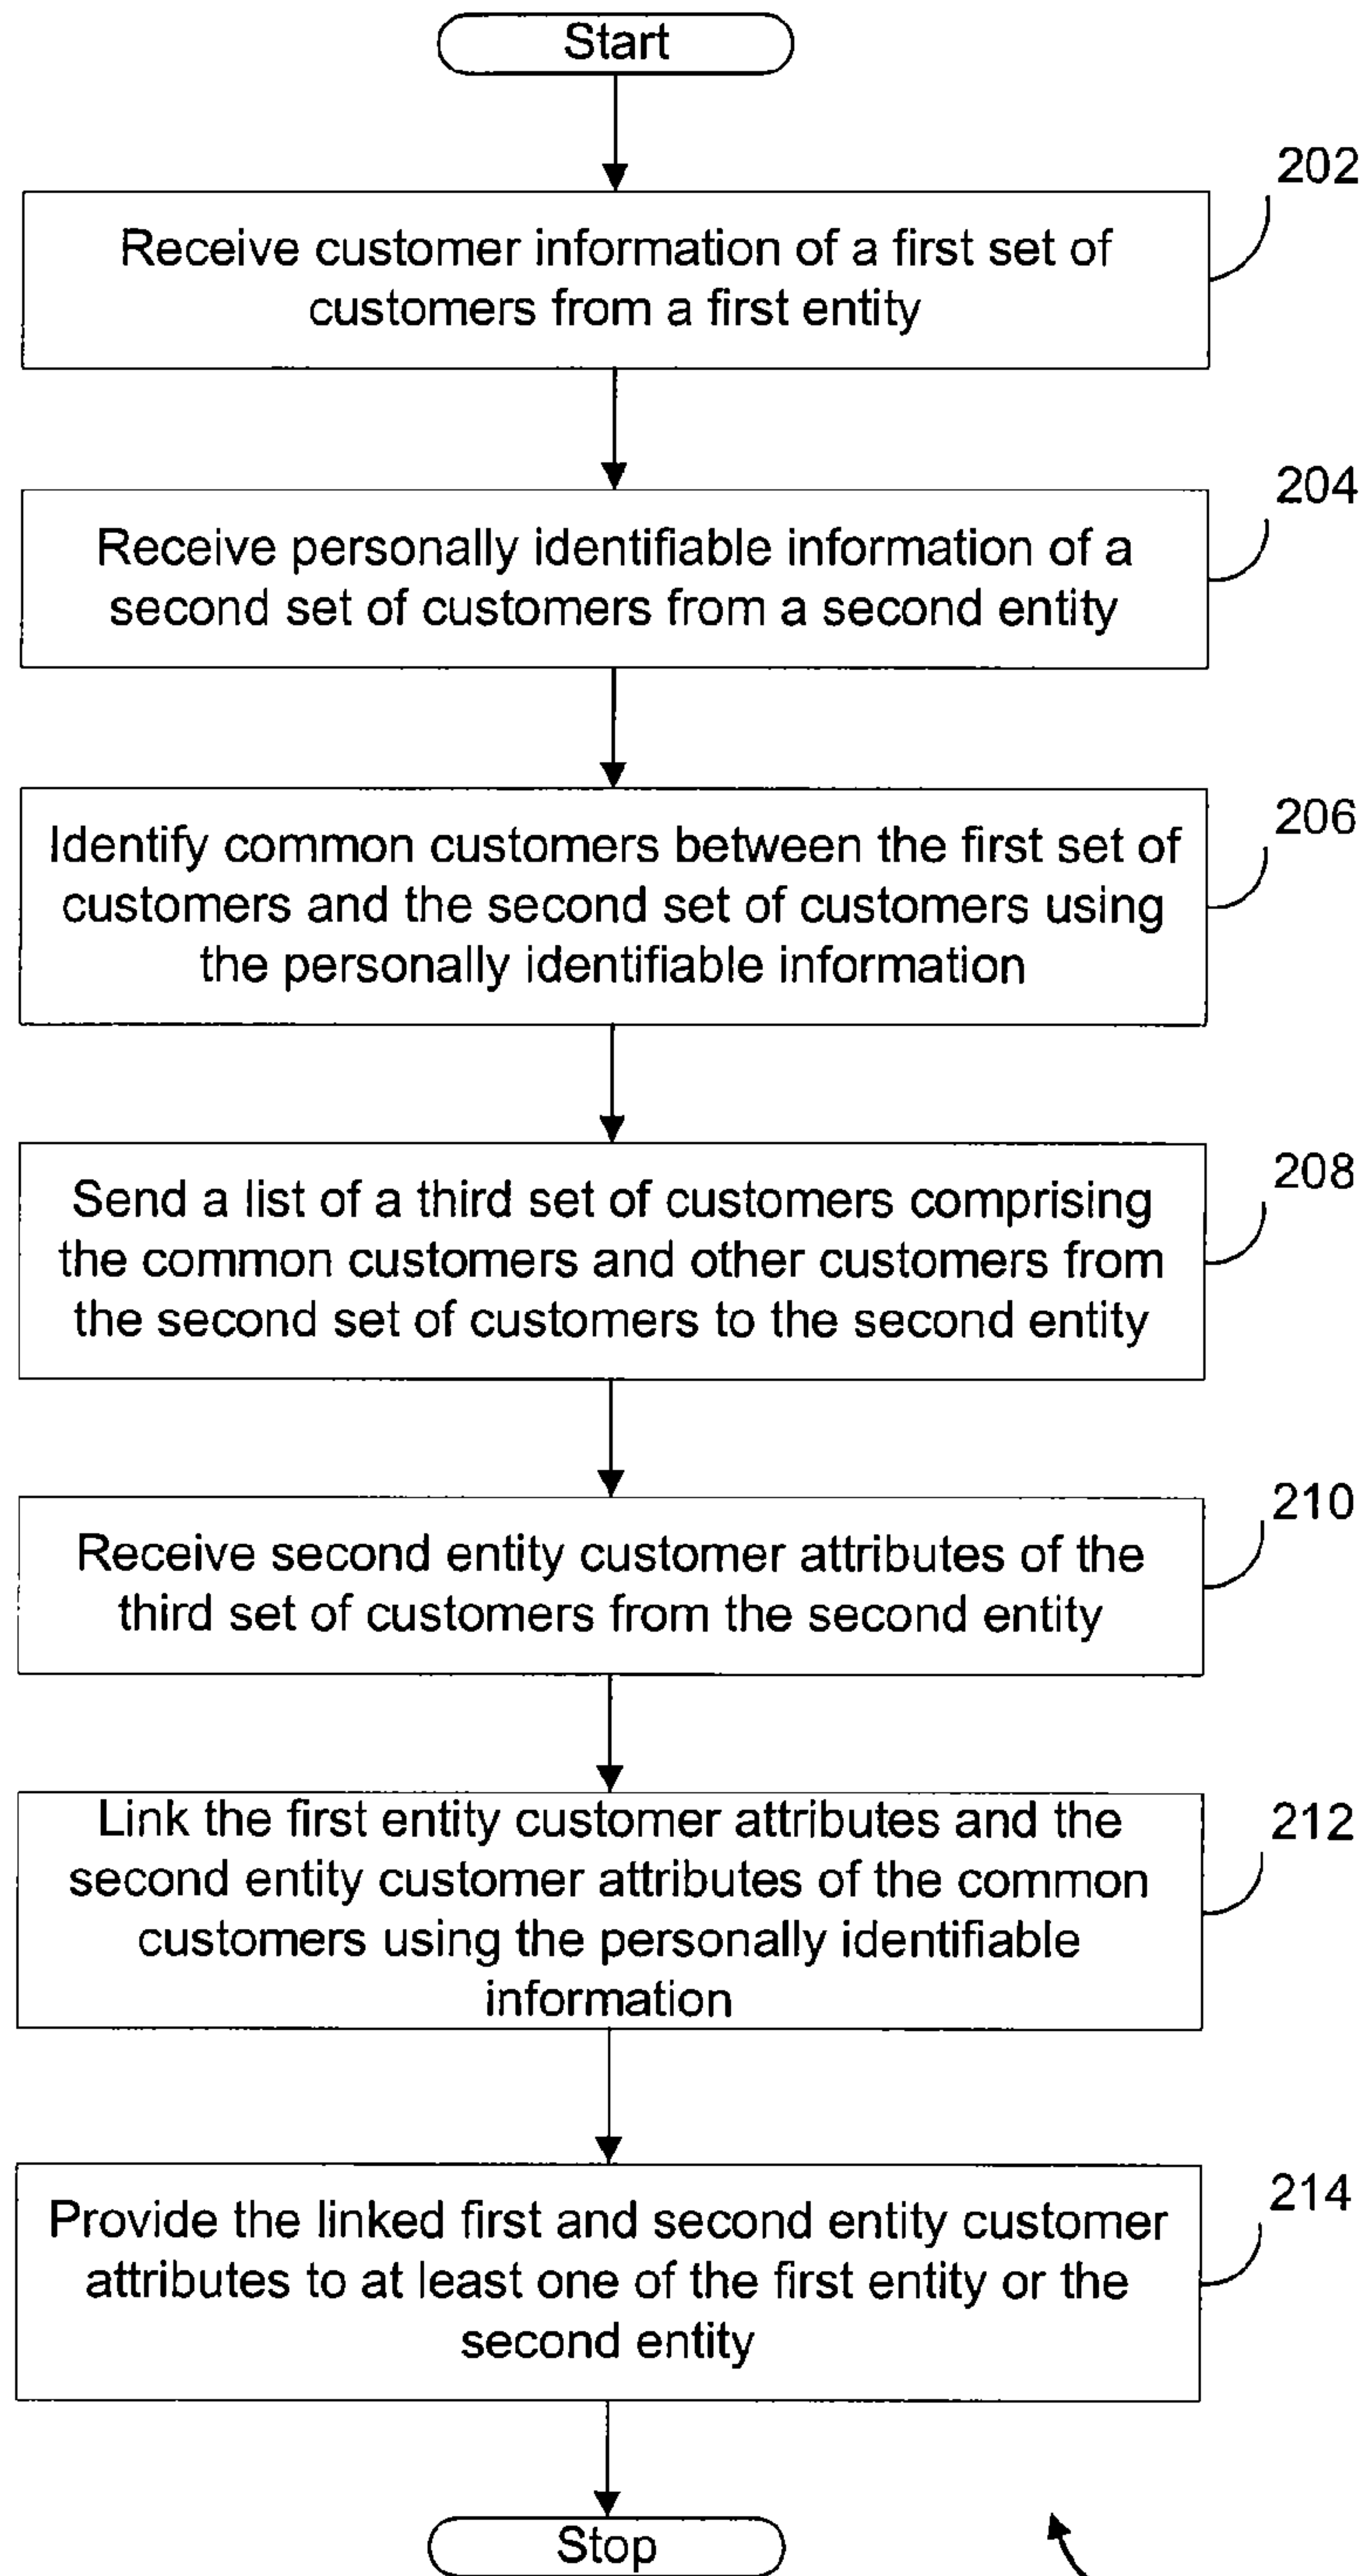 Start
202
Receive customer information of a first set of
customers from a first entity
204
Receive personally identifiable information of a
second set of customers from a second entity
206
Identify common customers between the first set of
customers and the second set of customers using
the personally identifiable information
208
Send a list of a third set of customers comprising
the common customers and other customers from
the second set of customers to the second entity
210
Receive second entity customer attributes of the
third set of customers from the second entity
212
Link the first entity customer attributes and the
second entity customer attributes of the common
customers using the personally identifiable
information
214
Provide the linked first and second entity customer
attributes to at least one of the first entity or the
second entity
Stop